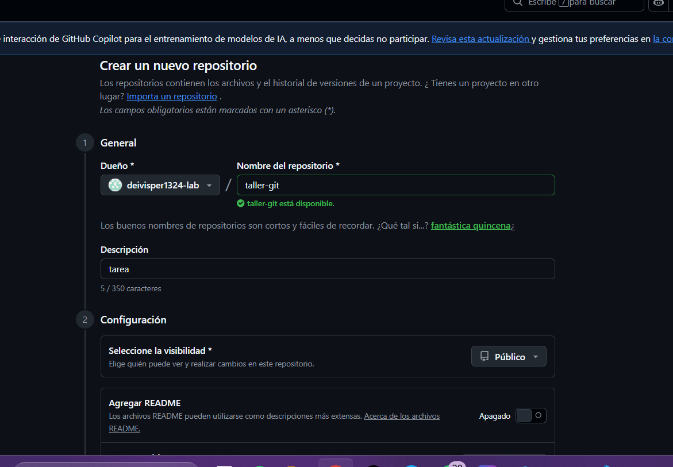 Escribe / para buscar
interacción de GitHub Copilot para el entrenamiento de modelos de IA, a menos que decidas no participar. Revisa esta actualización y gestiona tus preferencias en la
Crear un nuevo repositorio
Los repositorios contienen los archivos y el historial de versiones de un proyecto. ¿ Tienes un proyecto en otro
lugar? Importa un repositorio .
Los campos obligatorios están marcados con un asterisco (*).
1 General
Dueño * Nombre del repositorio *
deivisper1324-lab / taller-git
taller-git está disponible.
Los buenos nombres de repositorios son cortos y fáciles de recordar. ¿Qué tal si...? fantástica quincena¿
Descripción
tarea
5 / 350 caracteres
2 Configuración
Seleccione la visibilidad *
Elige quién puede ver y realizar cambios en este repositorio.
Público
Agregar README
Los archivos README pueden utilizarse como descripciones más extensas. Acerca de los archivos
README.
Apagado